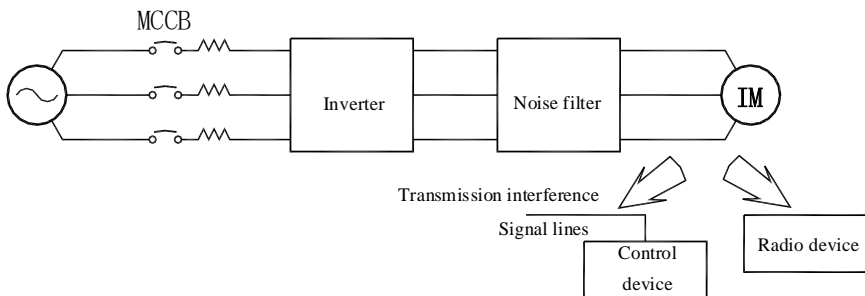 MCCB
Inverter
Noise filter
IM
Transmission interference
Signal lines
Control
device
Radio device